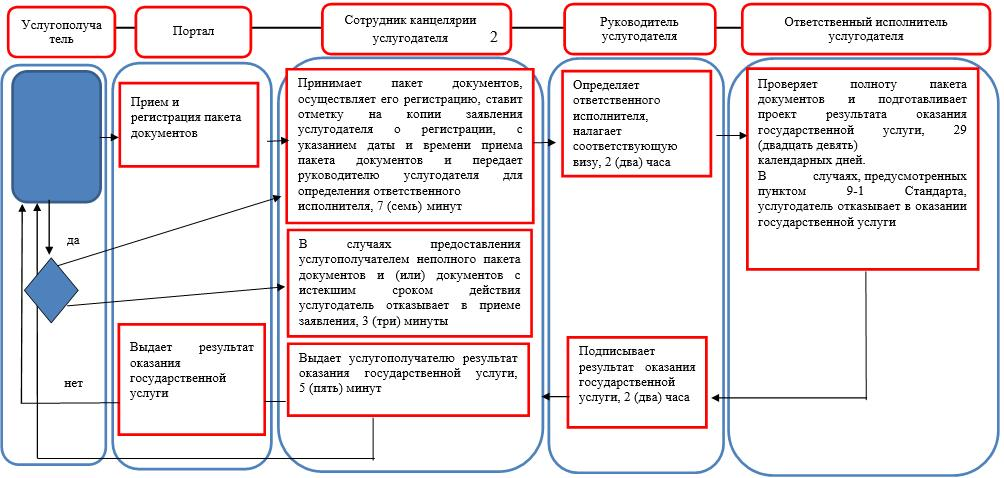 Услугополуча
тель
Портал
Сотрудник канцелярии
услугодателя 2
Руководитель
услугодателя
Ответственный исполнитель
услугодателя
Прием и
регистрация пакета
документов
Принимает пакет документов,
осуществляет его регистрацию, ставит
отметку на копии заявления
услугодателя о регистрации, с
указанием даты и времени приема
пакета документов и передает
руководителю услугодателя для
определения ответственного
исполнителя, 7 (семь) минут
Определяет
ответственного
исполнителя,
налагает
соответствующую
визу, 2 (два) часа
Проверяет полноту пакета
документов и подготавливает
проект результата оказания
государственной услуги, 29
(двадцать девять)
календарных дней.
В случаях, предусмотренных
пунктом 9-1 Стандарта,
услугодатель отказывает в оказании
государственной услуги
да
В случаях предоставления
услугополучателем неполного пакета
документов и (или) документов с
истекшим сроком действия
услугодатель отказывает в приеме
заявления, 3 (три) минуты
нет
Выдает результат
оказания
государственной
услуги
Выдает услугополучателю результат
оказания государственной услуги,
5 (пять) минут
Подписывает
результат оказания
государственной
услуги, 2 (два) часа